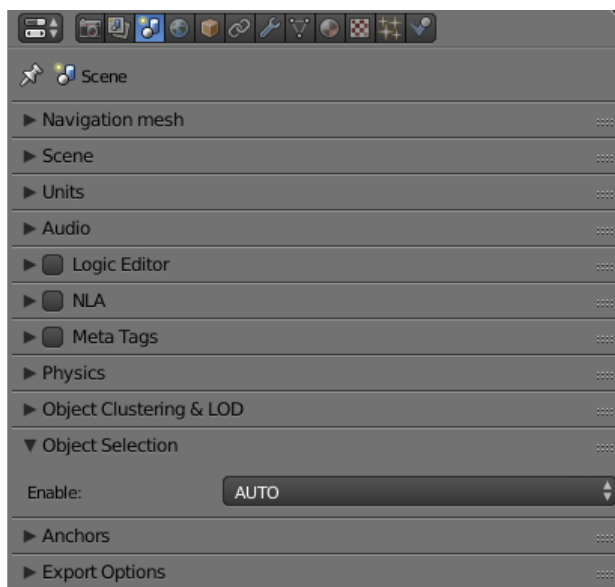 Scene
Navigation mesh
Scene
Units
Audio
Logic Editor
NLA
Meta Tags
Physics
Object Clustering & LOD
Object Selection
Enable: AUTO
Anchors
Export Options